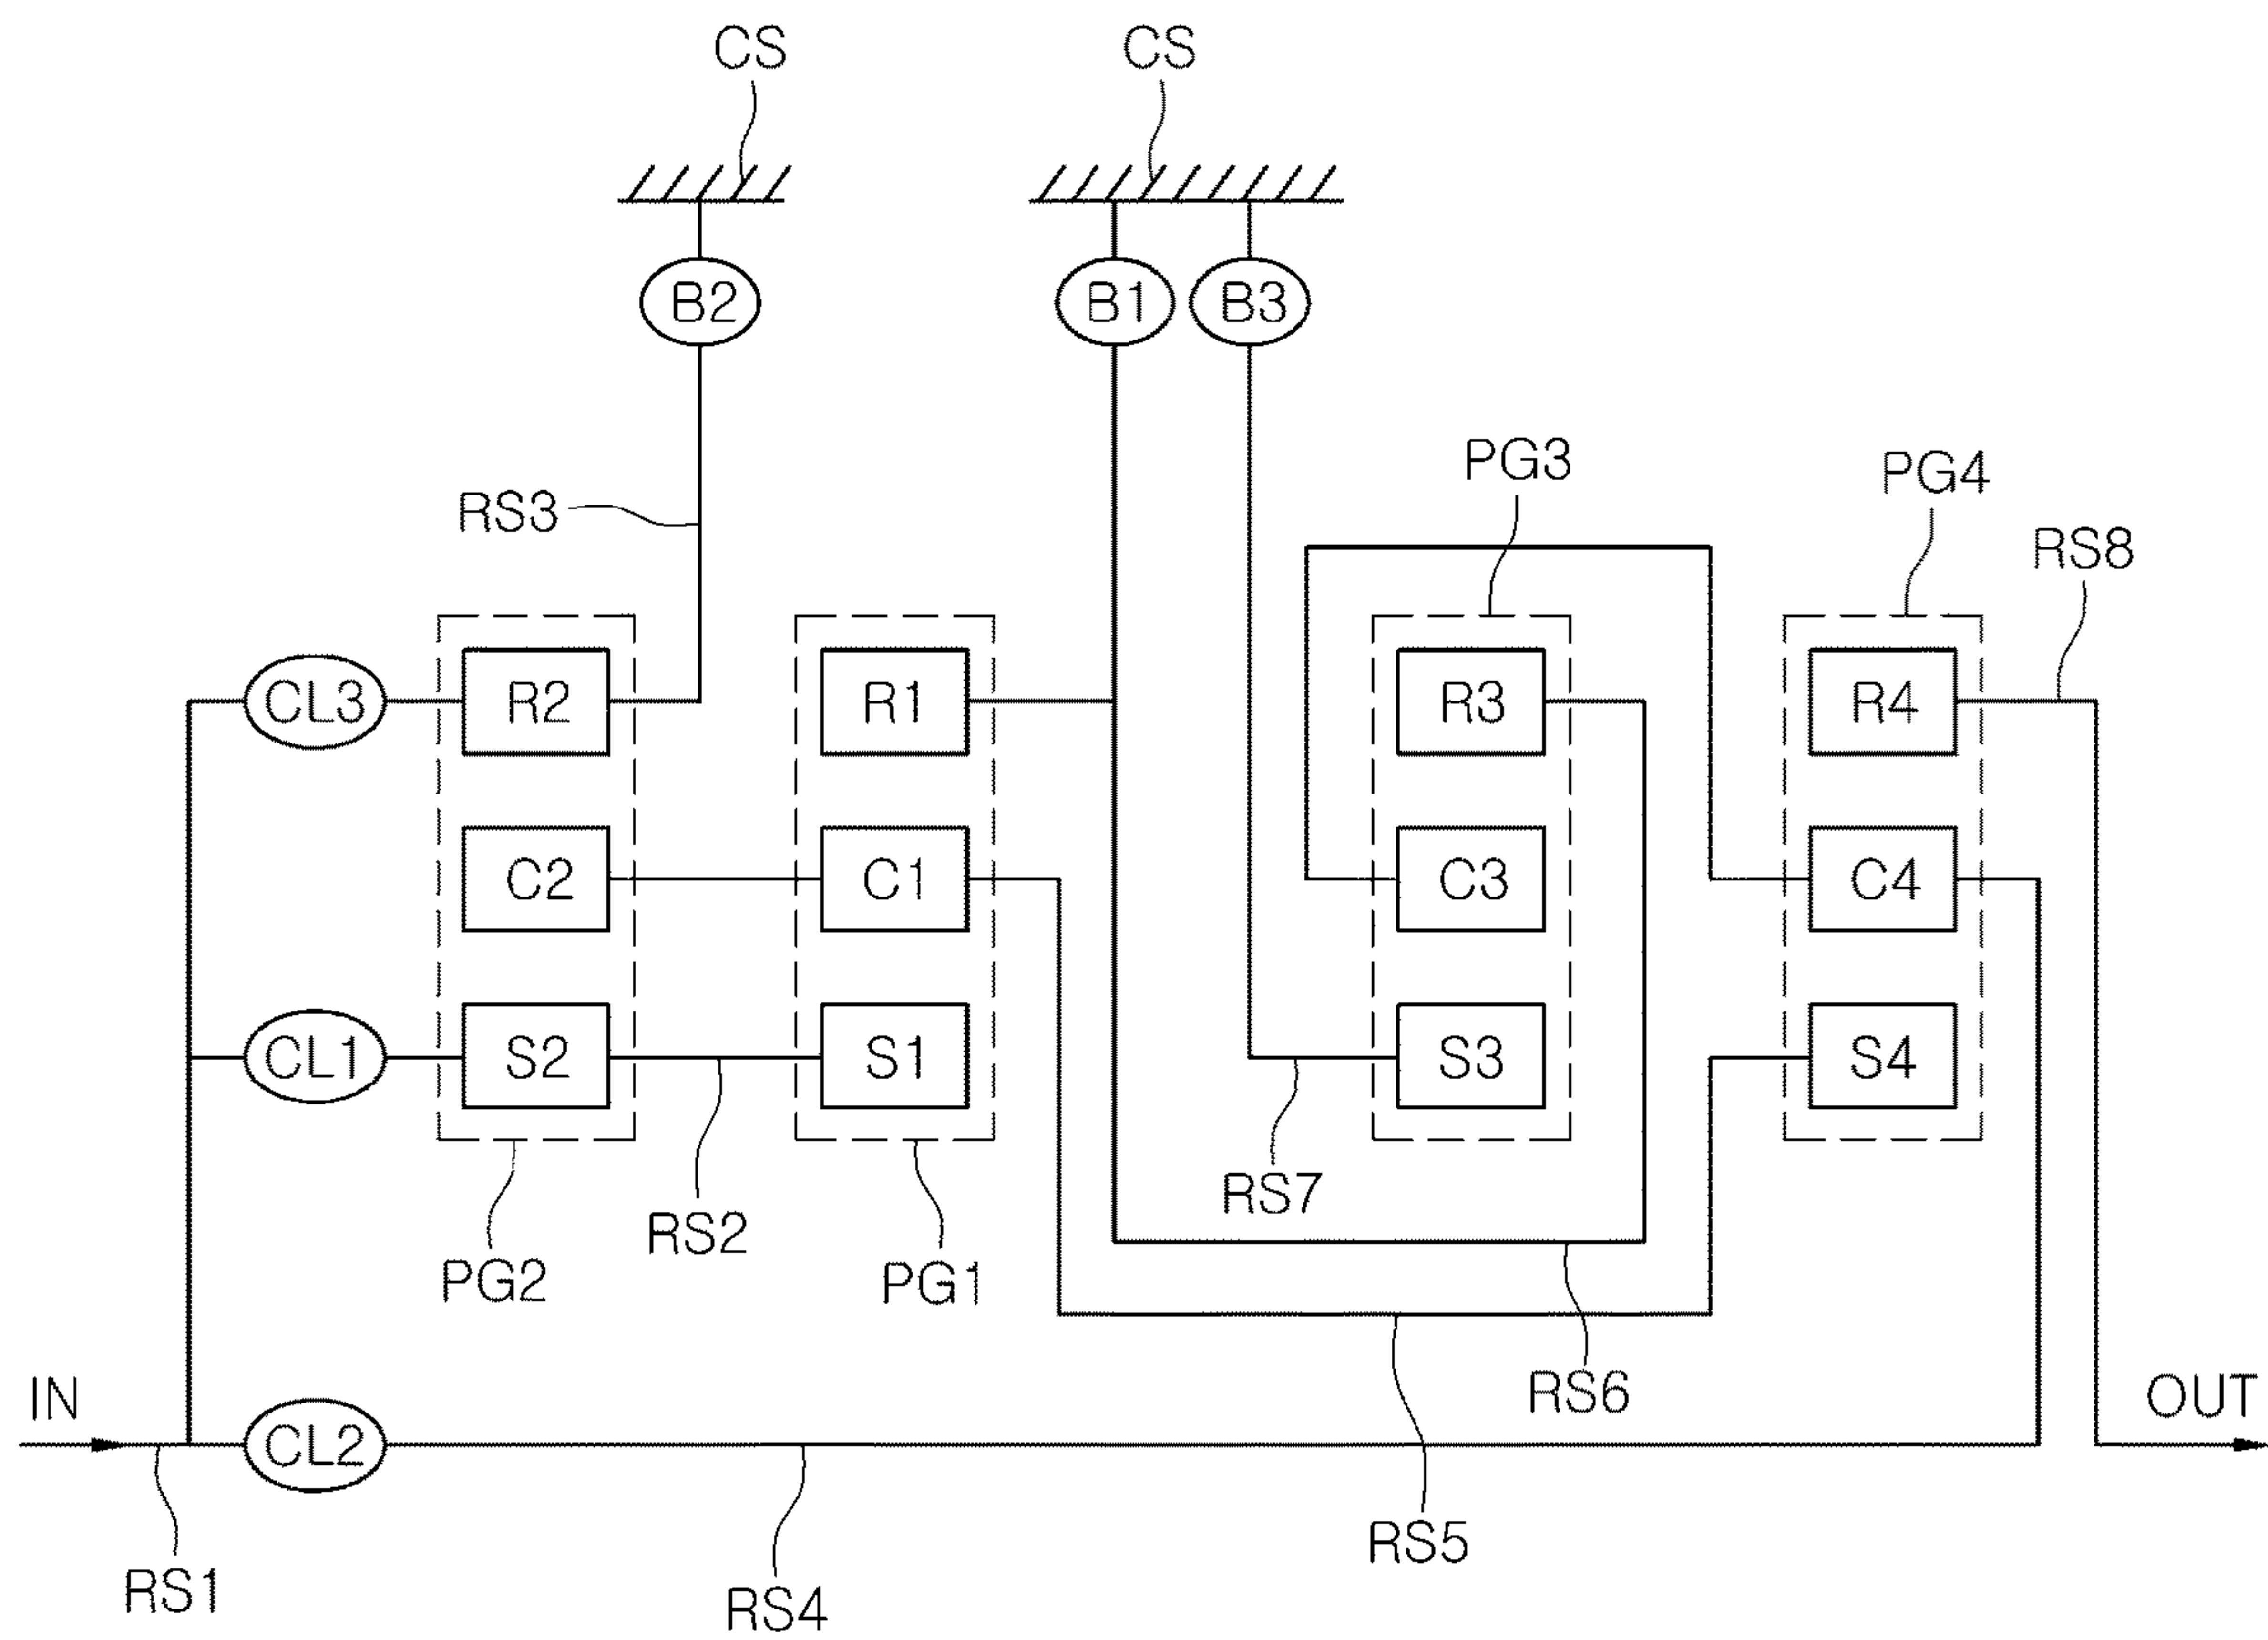 CS CS
B2 B1 B3
PG3
PG4
RS3
RS8
CL3 R2 R1 R3 R4
C2 C1 C3 C4
CL1 S2 S1 S3 S4
RS7
RS2
PG2 PG1
IN RS6 OUT
CL2
RS5
RS1 RS4